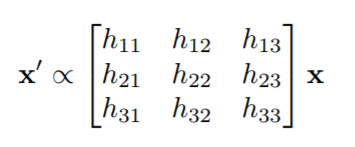 x′ ∝ [h11 h12 h13
h21 h22 h23
h31 h32 h33] x